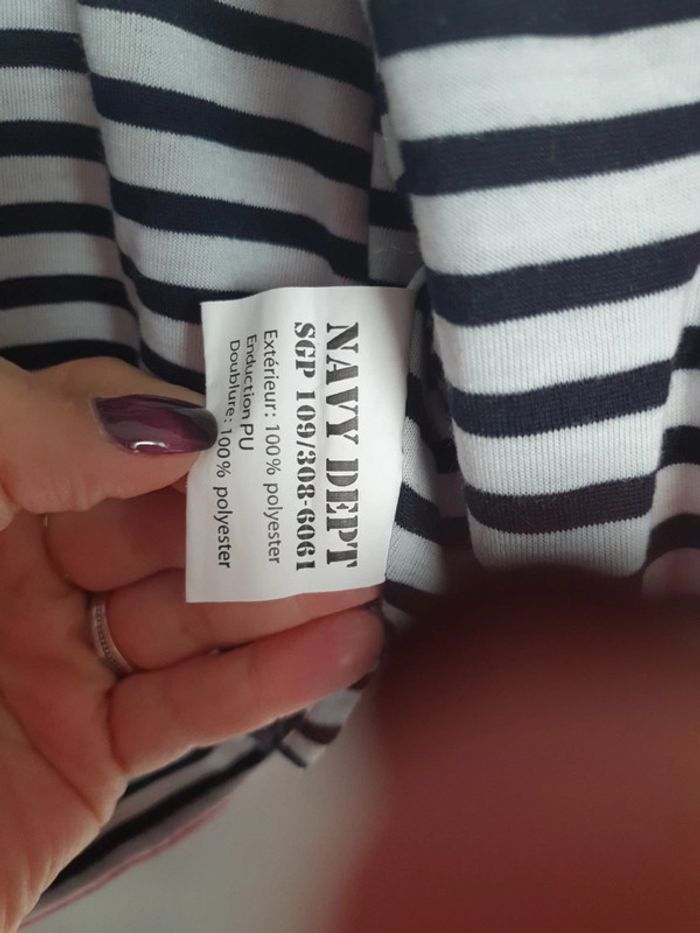 NAVY DEPT
SGP 109/308-6061
Extérieur: 100% polyester
Enduction PU
Doublure: 100% polyester